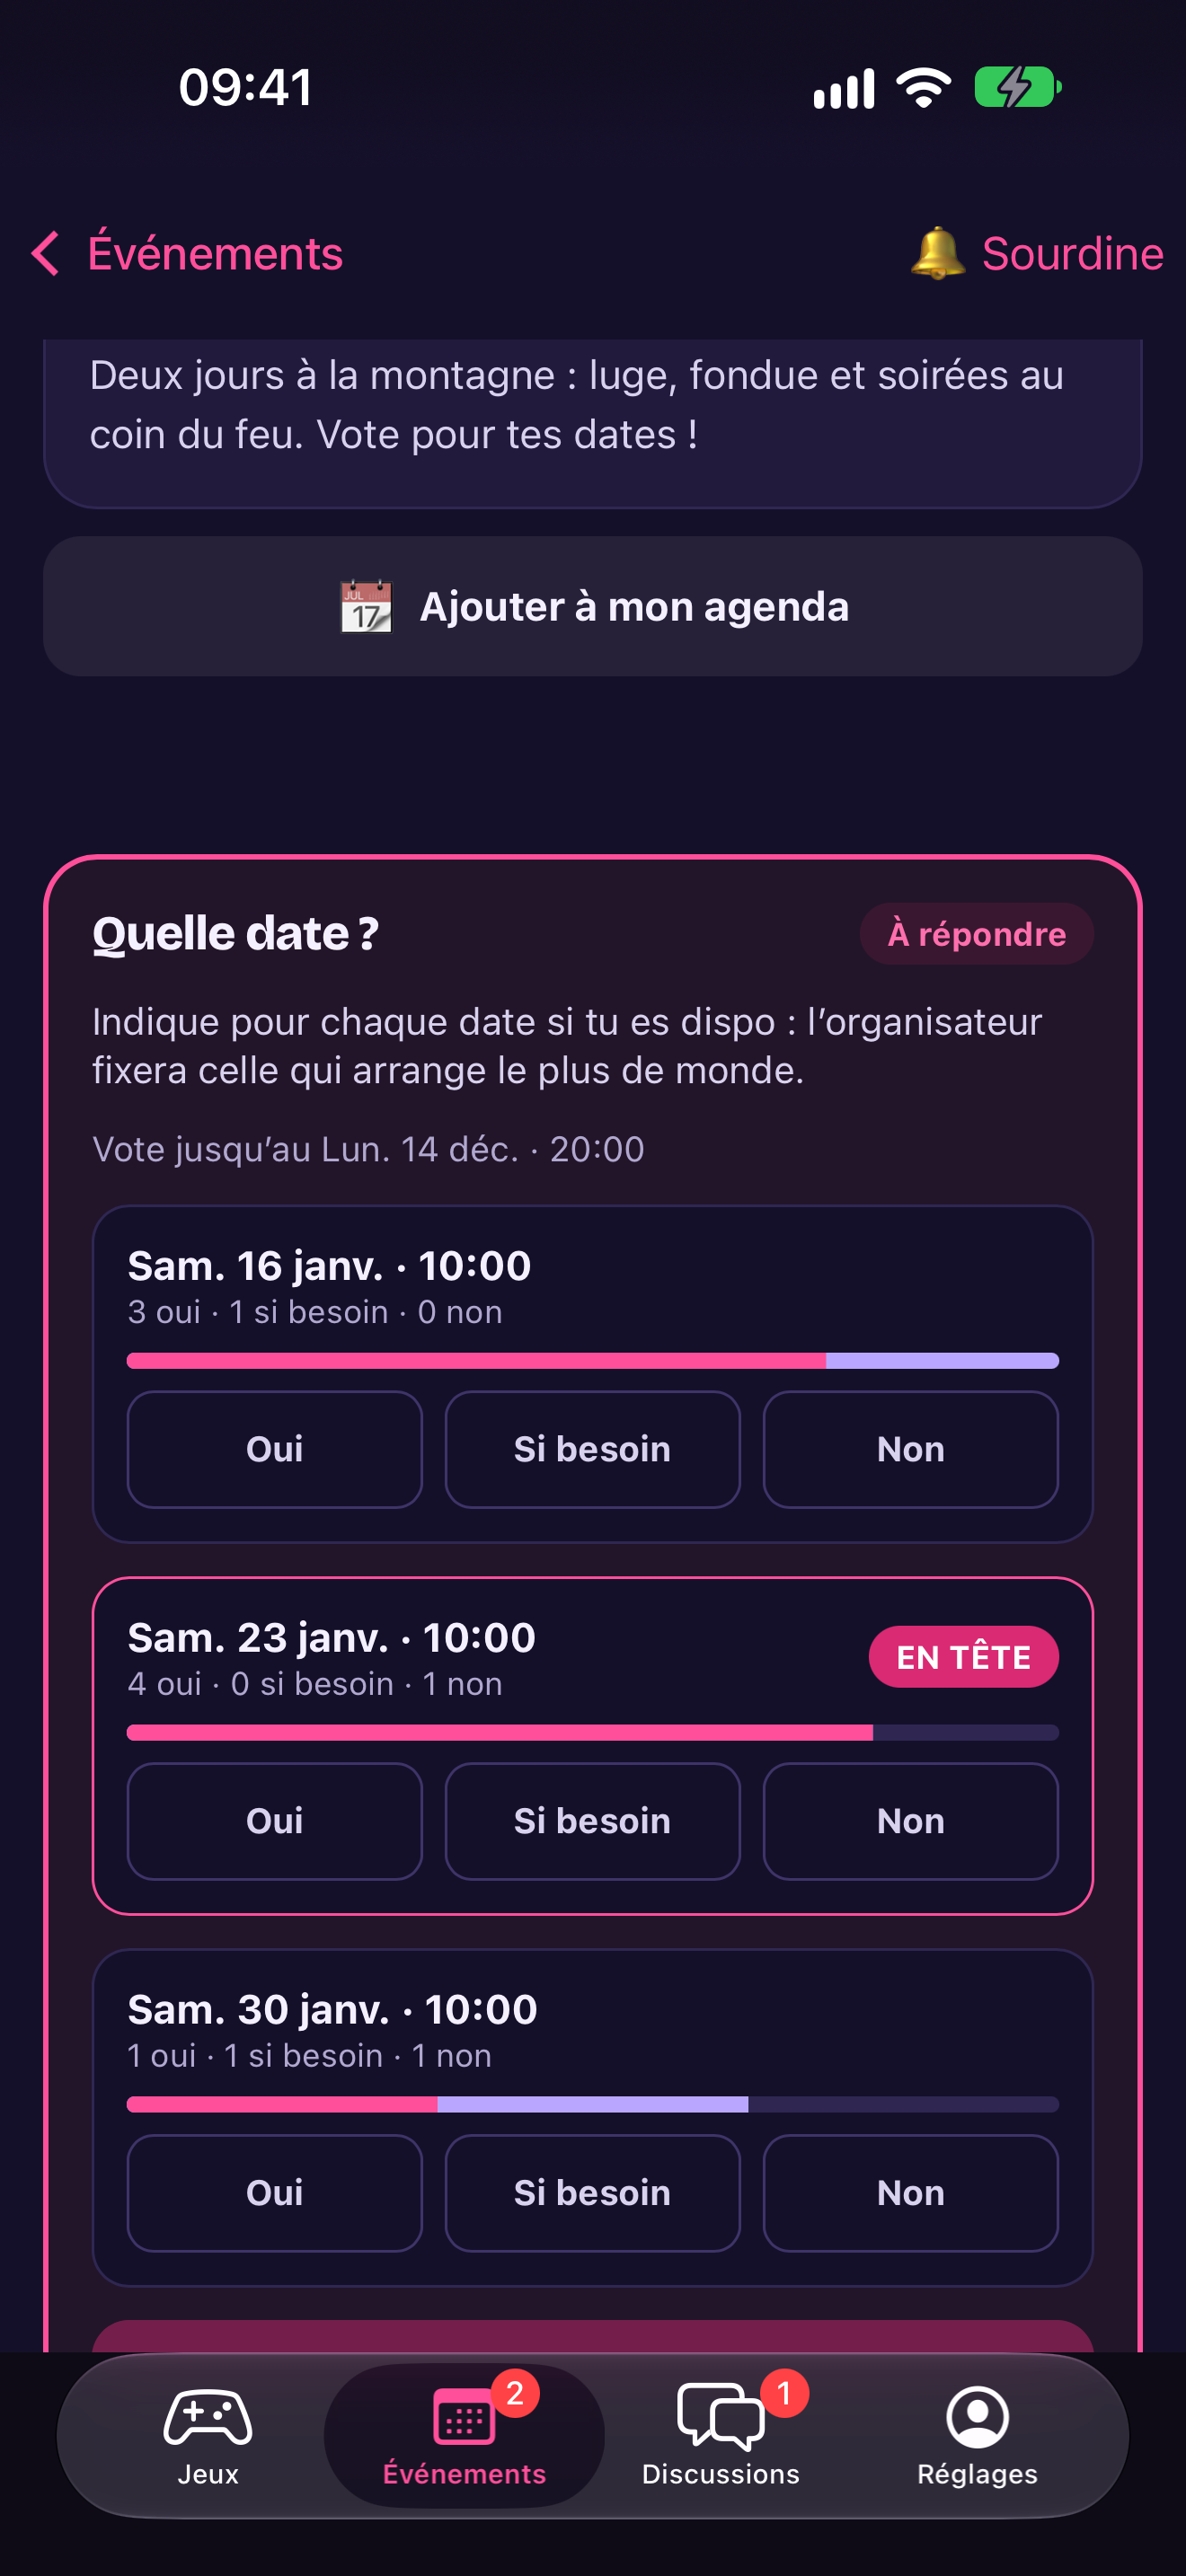 09:41
Événements
🔔 Sourdine
Deux jours à la montagne : luge, fondue et soirées au
coin du feu. Vote pour tes dates !
JUL
17
Ajouter à mon agenda
Quelle date ?
À répondre
Indique pour chaque date si tu es dispo : l’organisateur
fixera celle qui arrange le plus de monde.
Vote jusqu’au Lun. 14 déc. · 20:00
Sam. 16 janv. · 10:00
3 oui · 1 si besoin · 0 non
Oui
Si besoin
Non
Sam. 23 janv. · 10:00
EN TÊTE
4 oui · 0 si besoin · 1 non
Oui
Si besoin
Non
Sam. 30 janv. · 10:00
1 oui · 1 si besoin · 1 non
Oui
Si besoin
Non
2
1
Jeux
Événements
Discussions
Réglages